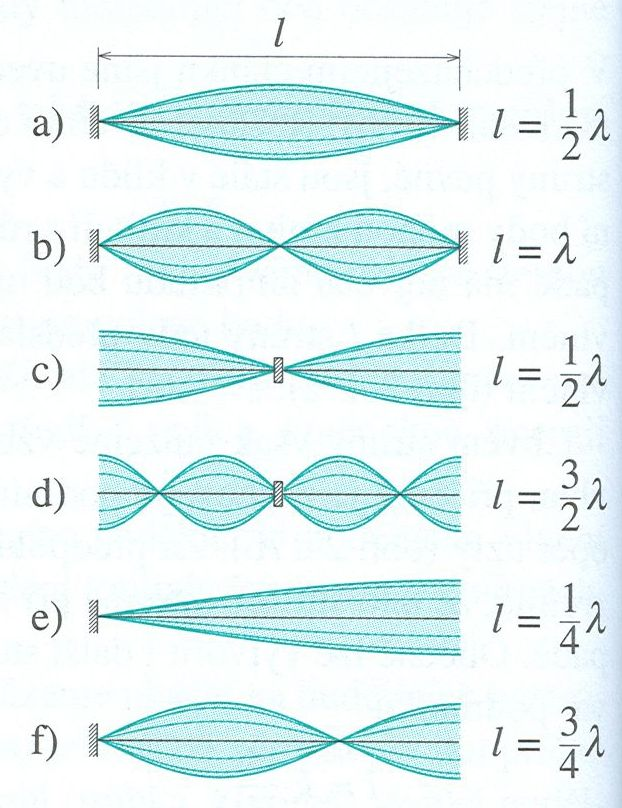 l
a) l = 1/2 λ
b) l = λ
c) l = 1/2 λ
d) l = 3/2 λ
e) l = 1/4 λ
f) l = 3/4 λ